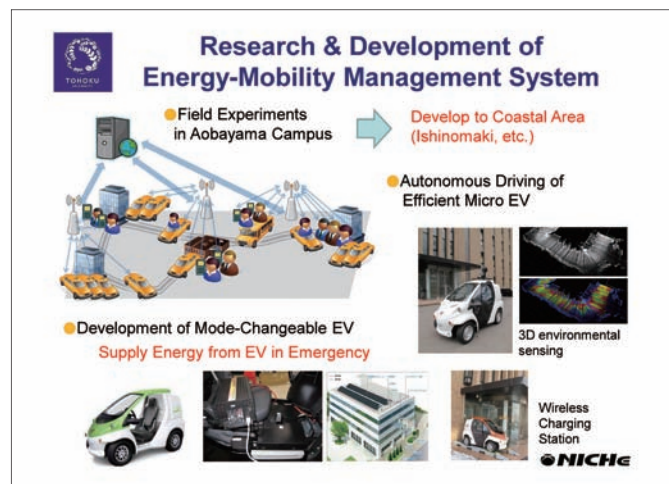 TOHOKU
UNIVERSITY
Research & Development of
Energy-Mobility Management System
Field Experiments
in Aobayama Campus
Develop to Coastal Area
(Ishinomaki, etc.)
Autonomous Driving of
Efficient Micro EV
3D environmental
sensing
Development of Mode-Changeable EV
Supply Energy from EV in Emergency
Wireless
Charging
Station
NICHe